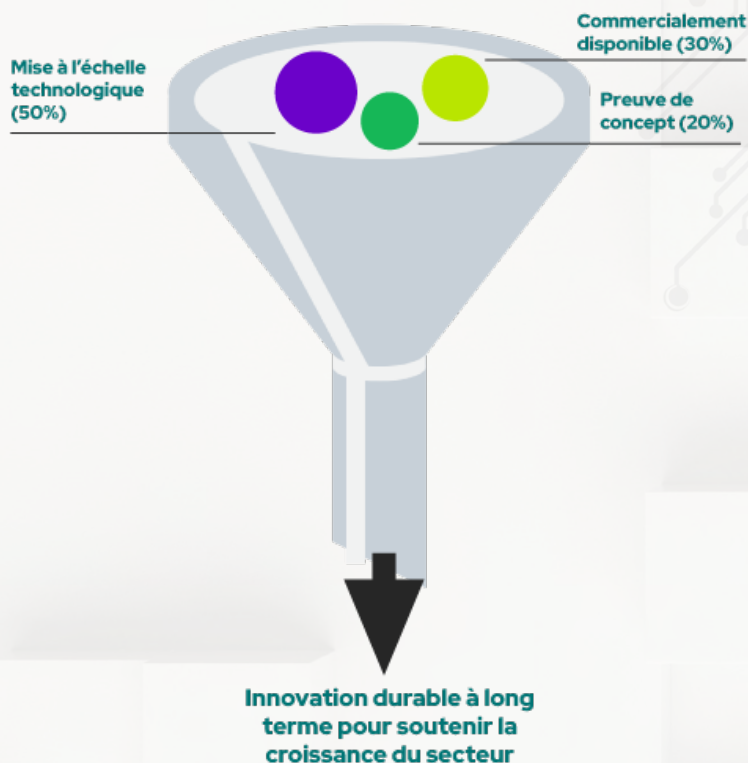 Commercialement
disponible (30%)
Mise à l'échelle
technologique
(50%)
Preuve de
concept (20%)
Innovation durable à long
terme pour soutenir la
croissance du secteur